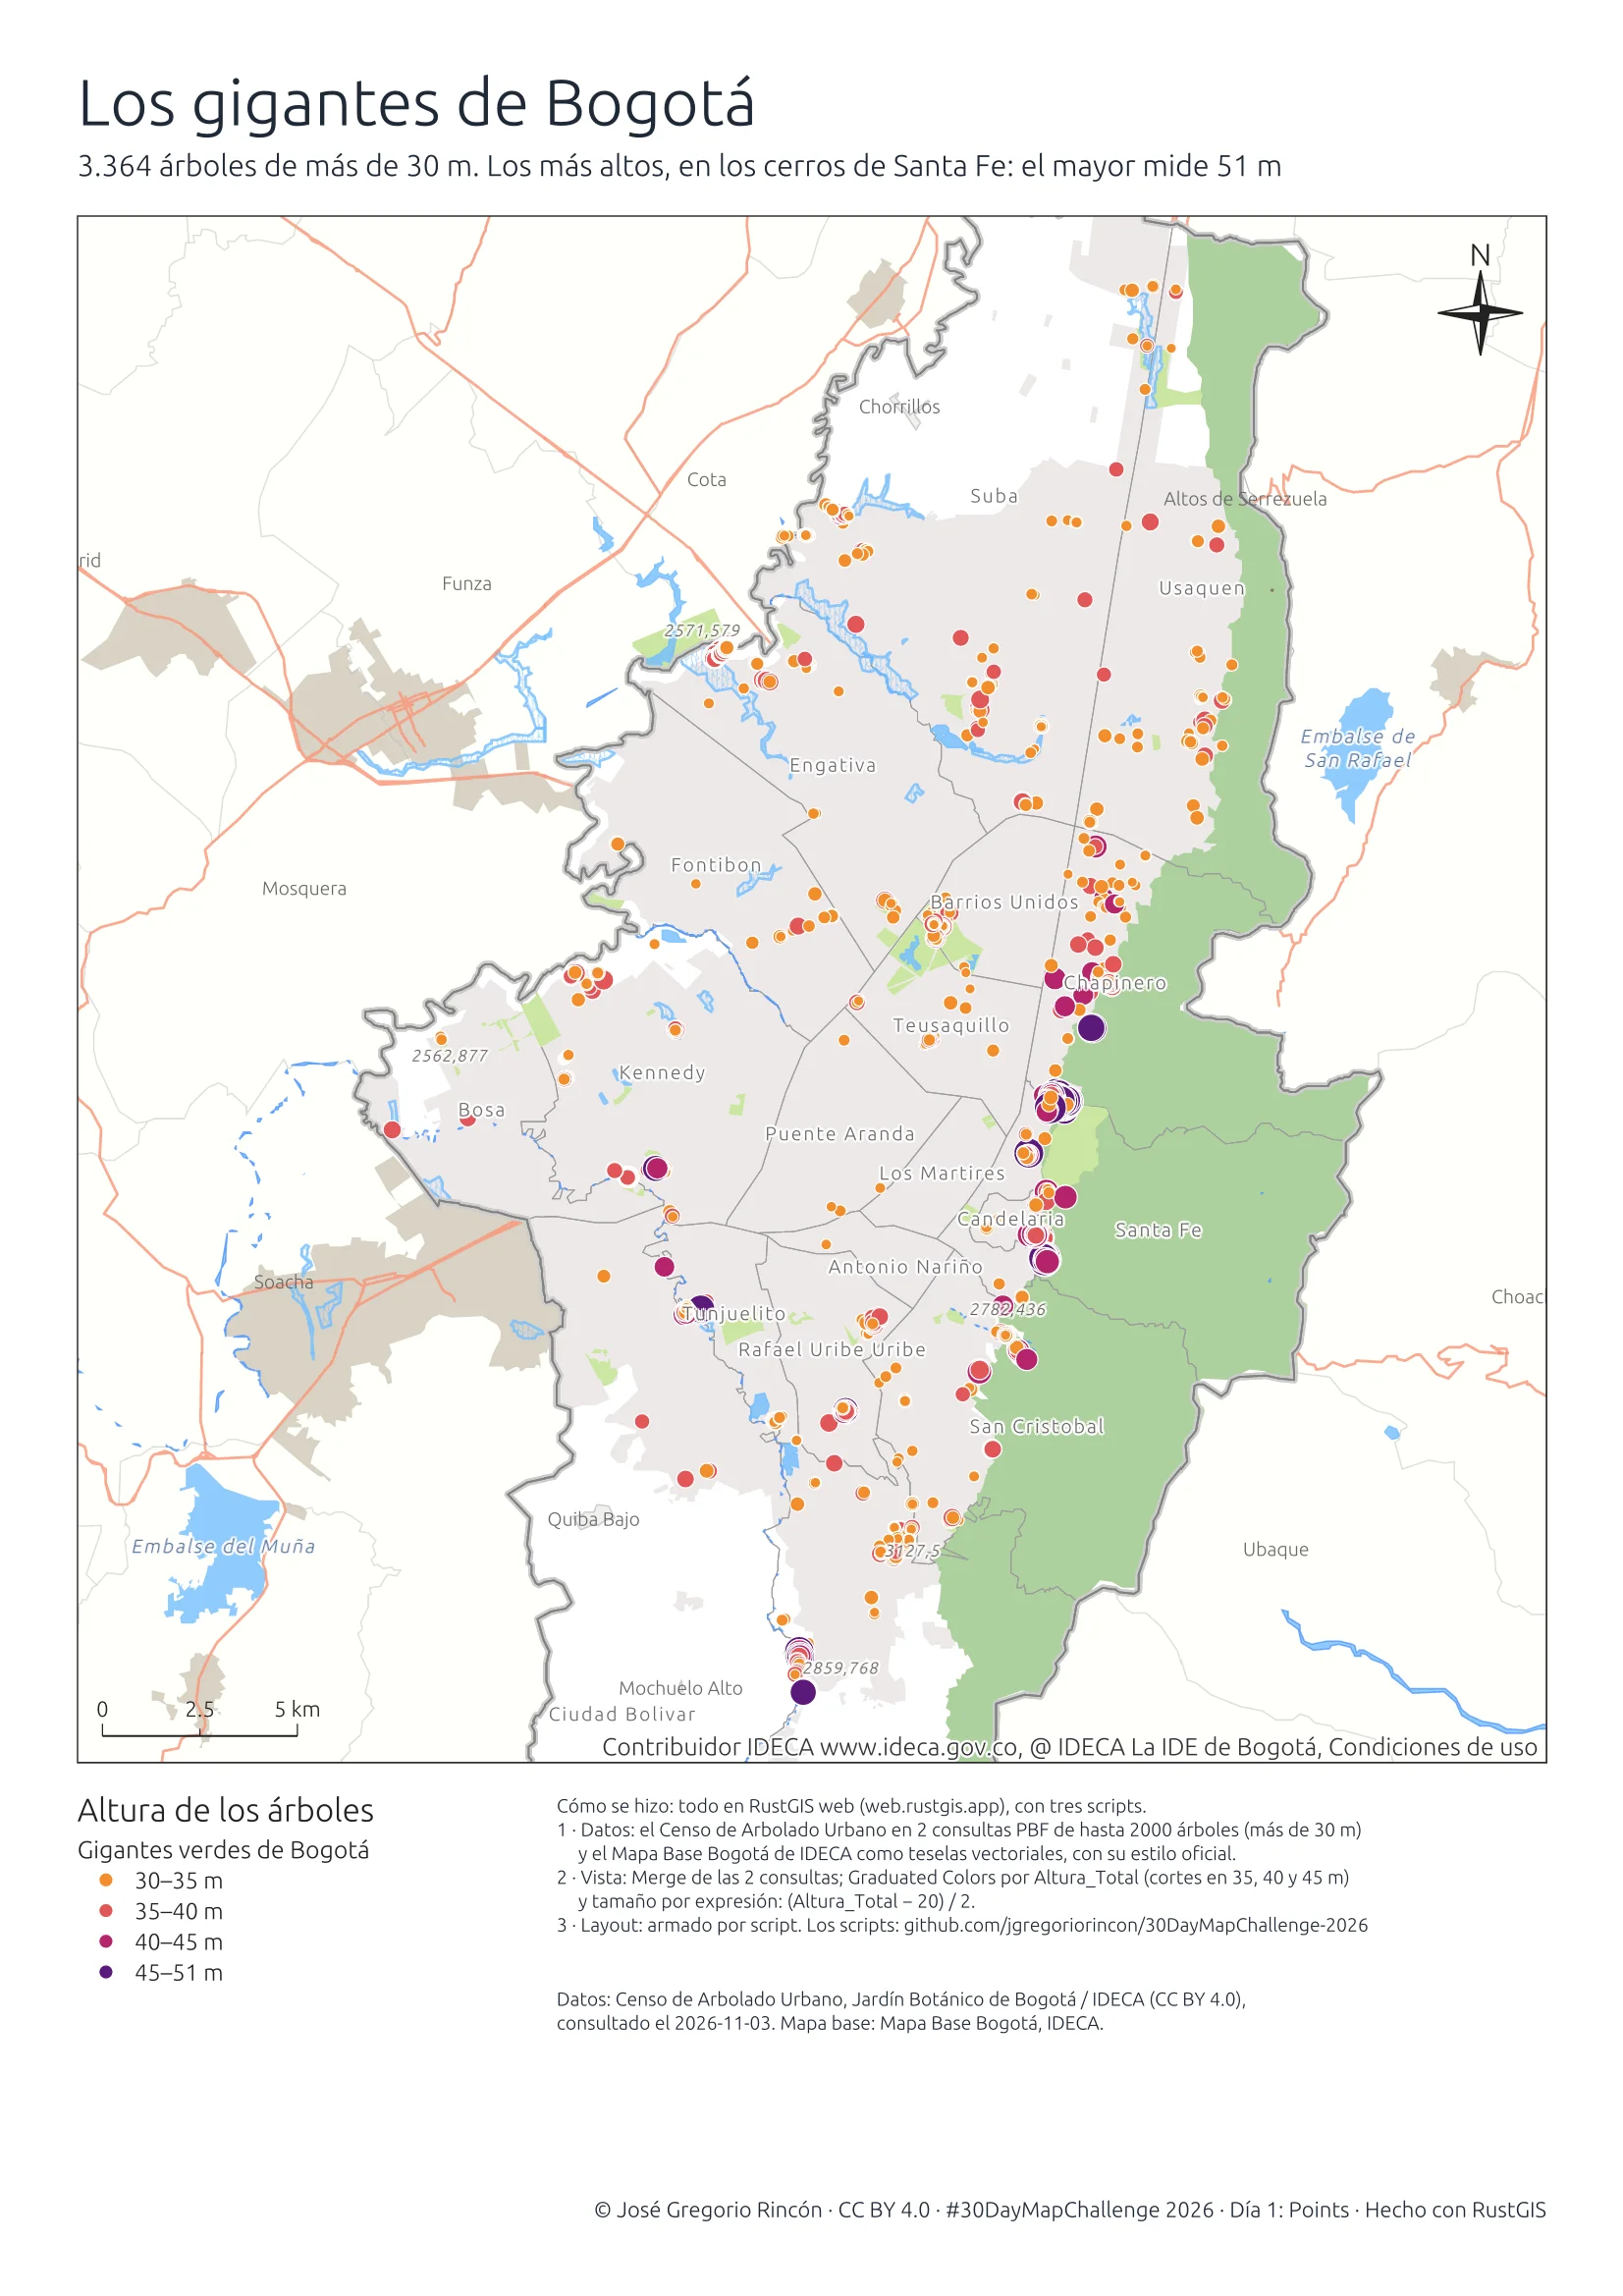 Los gigantes de Bogotá
3.364 árboles de más de 30 m. Los más altos, en los cerros de Santa Fe: el mayor mide 51 m
N
Chorrillos
Cota
Suba
Altos de Serrezuela
rid
Funza
Usaquen
2571,579
Embalse de
San Rafael
Engativa
Fontibon
Mosquera
Barrios Unidos
Chapinero
Teusaquillo
2562,877
Kennedy
Bosa
Puente Aranda
Los Martires
Candelaria
Santa Fe
Antonio Nariño
Soacha
Choac
2782,436
Tunjuelito
Rafael Uribe Uribe
San Cristobal
Quiba Bajo
Embalse del Muña
3127,5
Ubaque
2859,768
Mochuelo Alto
Ciudad Bolivar
0 2.5 5 km
Contribuidor IDECA www.ideca.gov.co, @ IDECA La IDE de Bogotá, Condiciones de uso
Altura de los árboles
Gigantes verdes de Bogotá
30–35 m
35–40 m
40–45 m
45–51 m
Cómo se hizo: todo en RustGIS web (web.rustgis.app), con tres scripts.
1 · Datos: el Censo de Arbolado Urbano en 2 consultas PBF de hasta 2000 árboles (más de 30 m)
y el Mapa Base Bogotá de IDECA como teselas vectoriales, con su estilo oficial.
2 · Vista: Merge de las 2 consultas; Graduated Colors por Altura_Total (cortes en 35, 40 y 45 m)
y tamaño por expresión: (Altura_Total − 20) / 2.
3 · Layout: armado por script. Los scripts: github.com/jgregoriorincon/30DayMapChallenge-2026
Datos: Censo de Arbolado Urbano, Jardín Botánico de Bogotá / IDECA (CC BY 4.0),
consultado el 2026-11-03. Mapa base: Mapa Base Bogotá, IDECA.
© José Gregorio Rincón · CC BY 4.0 · #30DayMapChallenge 2026 · Día 1: Points · Hecho con RustGIS